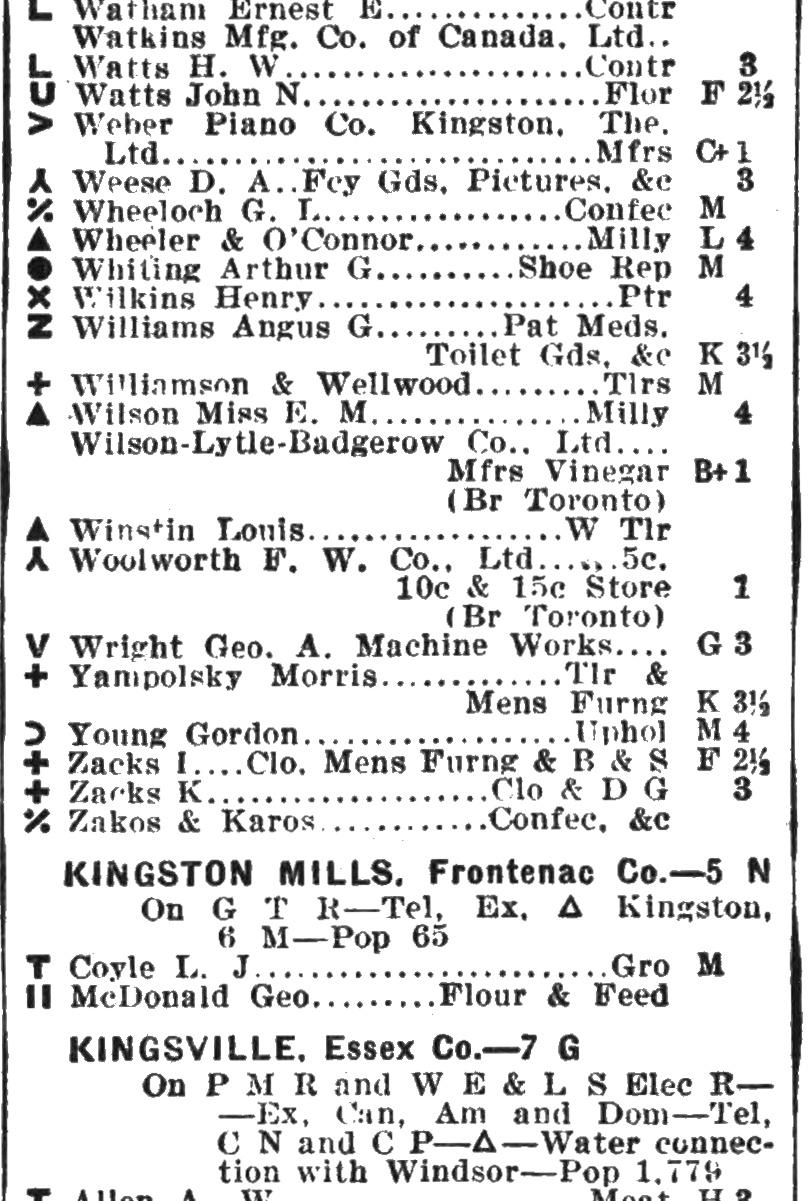 L Watham Ernest E..............Contr
Watkins Mfg. Co. of Canada, Ltd..
L Watts H. W....................Contr 3
U Watts John N.....................Flor F 2½
> Weber Piano Co. Kingston, The,
Ltd..............................Mfrs C+1
⅄ Weese D. A..Fcy Gds, Pictures, &c 3
% Wheeloch G. L.................Confec M
▲ Wheeler & O'Connor............Milly L 4
● Whiting Arthur G..........Shoe Rep M
× Wilkins Henry.....................Ptr 4
Z Williams Angus G.........Pat Meds,
Toilet Gds, &c K 3½
+ Williamson & Wellwood.........Tlrs M
▲ Wilson Miss E. M...............Milly 4
Wilson-Lytle-Badgerow Co., Ltd....
Mfrs Vinegar B+1
(Br Toronto)
▲ Winstin Louis..................W Tlr
⅄ Woolworth F. W. Co., Ltd......5c,
10c & 15c Store 1
(Br Toronto)
V Wright Geo. A. Machine Works.... G 3
+ Yampolsky Morris.............Tlr &
Mens Furng K 3½
Ɔ Young Gordon...................Uphol M 4
+ Zacks I....Clo, Mens Furng & B & S F 2½
+ Zacks K....................Clo & D G 3
% Zakos & Karos............Confec, &c
KINGSTON MILLS, Frontenac Co.—5 N
On G T R—Tel, Ex, Δ Kingston,
6 M—Pop 65
T Coyle L. J.........................Gro M
II McDonald Geo.........Flour & Feed
KINGSVILLE, Essex Co.—7 G
On P M R and W E & L S Elec R—
—Ex, Can, Am and Dom—Tel,
C N and C P—Δ—Water connec-
tion with Windsor—Pop 1,779
T Allen A. W. Meat H 3